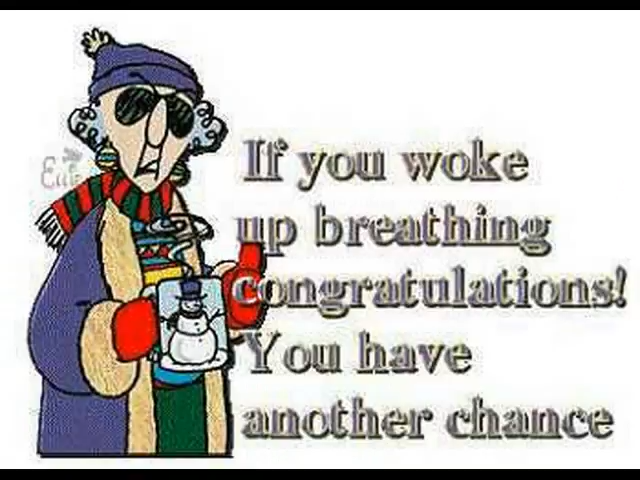 If you woke
up breathing
congratulations!
You have
another chance